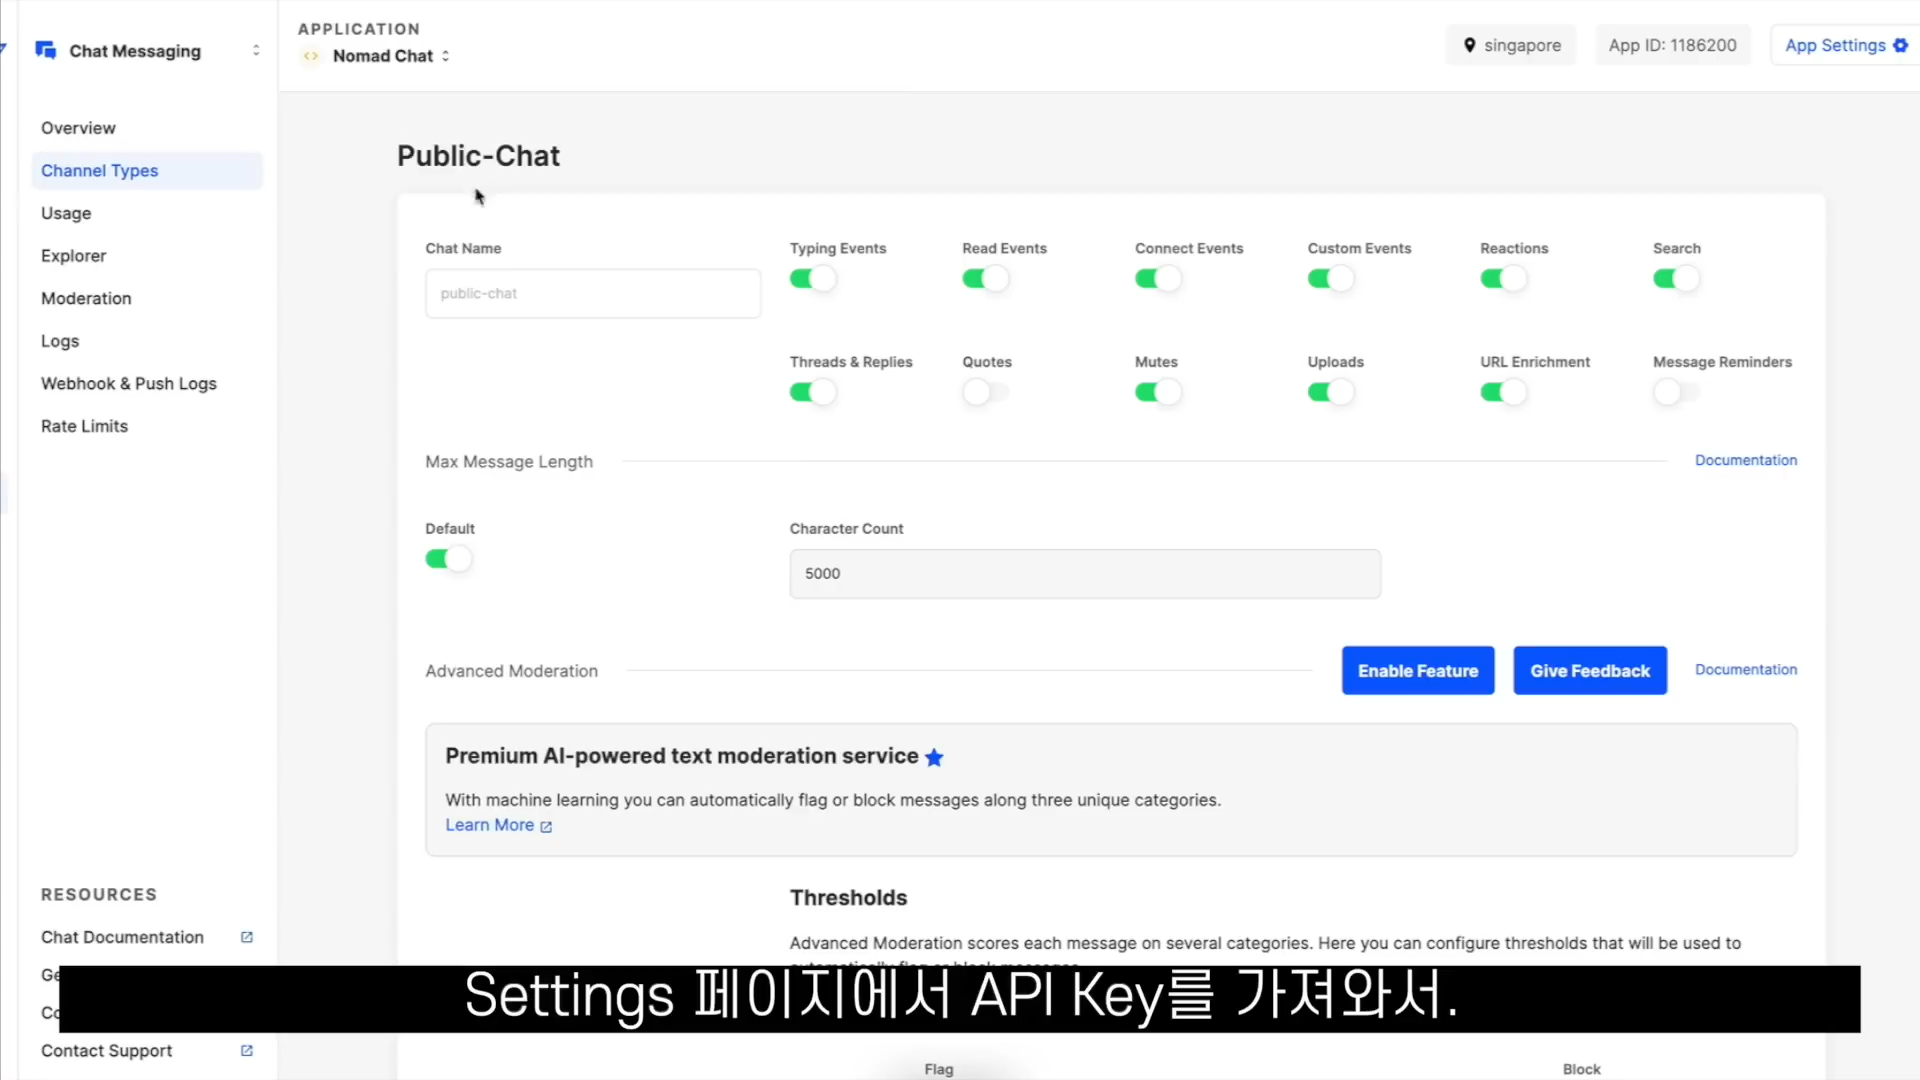 Chat Messaging
APPLICATION
Nomad Chat
singapore
App ID: 1186200
App Settings
Overview
Channel Types
Usage
Explorer
Moderation
Logs
Webhook & Push Logs
Rate Limits
Public-Chat
Chat Name
public-chat
Typing Events
Read Events
Connect Events
Custom Events
Reactions
Search
Threads & Replies
Quotes
Mutes
Uploads
URL Enrichment
Message Reminders
Max Message Length
Documentation
Default
Character Count
5000
Advanced Moderation
Enable Feature
Give Feedback
Documentation
Premium AI-powered text moderation service
With machine learning you can automatically flag or block messages along three unique categories.
Learn More
Thresholds
Advanced Moderation scores each message on several categories. Here you can configure thresholds that will be used to
RESOURCES
Chat Documentation
Settings 페이지에서 API Key를 가져와서.
Contact Support
Flag
Block